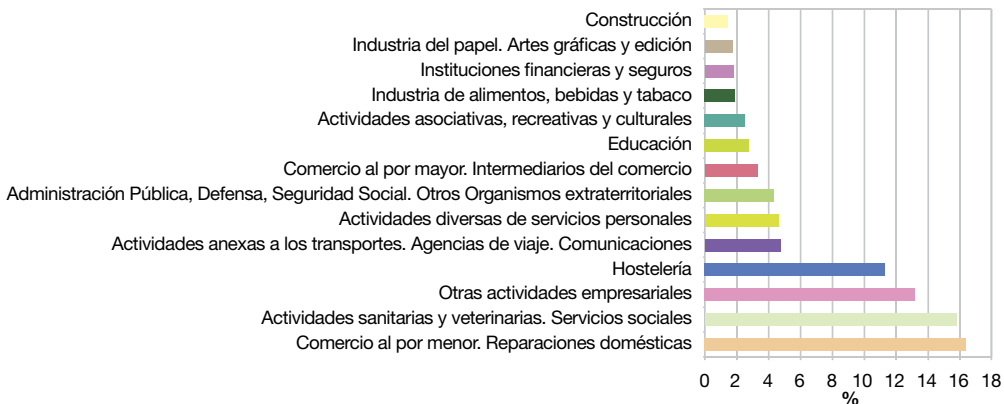 Construcción
Industria del papel. Artes gráficas y edición
Instituciones financieras y seguros
Industria de alimentos, bebidas y tabaco
Actividades asociativas, recreativas y culturales
Educación
Comercio al por mayor. Intermediarios del comercio
Administración Pública, Defensa, Seguridad Social. Otros Organismos extraterritoriales
Actividades diversas de servicios personales
Actividades anexas a los transportes. Agencias de viaje. Comunicaciones
Hostelería
Otras actividades empresariales
Actividades sanitarias y veterinarias. Servicios sociales
Comercio al por menor. Reparaciones domésticas
0 2 4 6 8 10 12 14 16 18
%